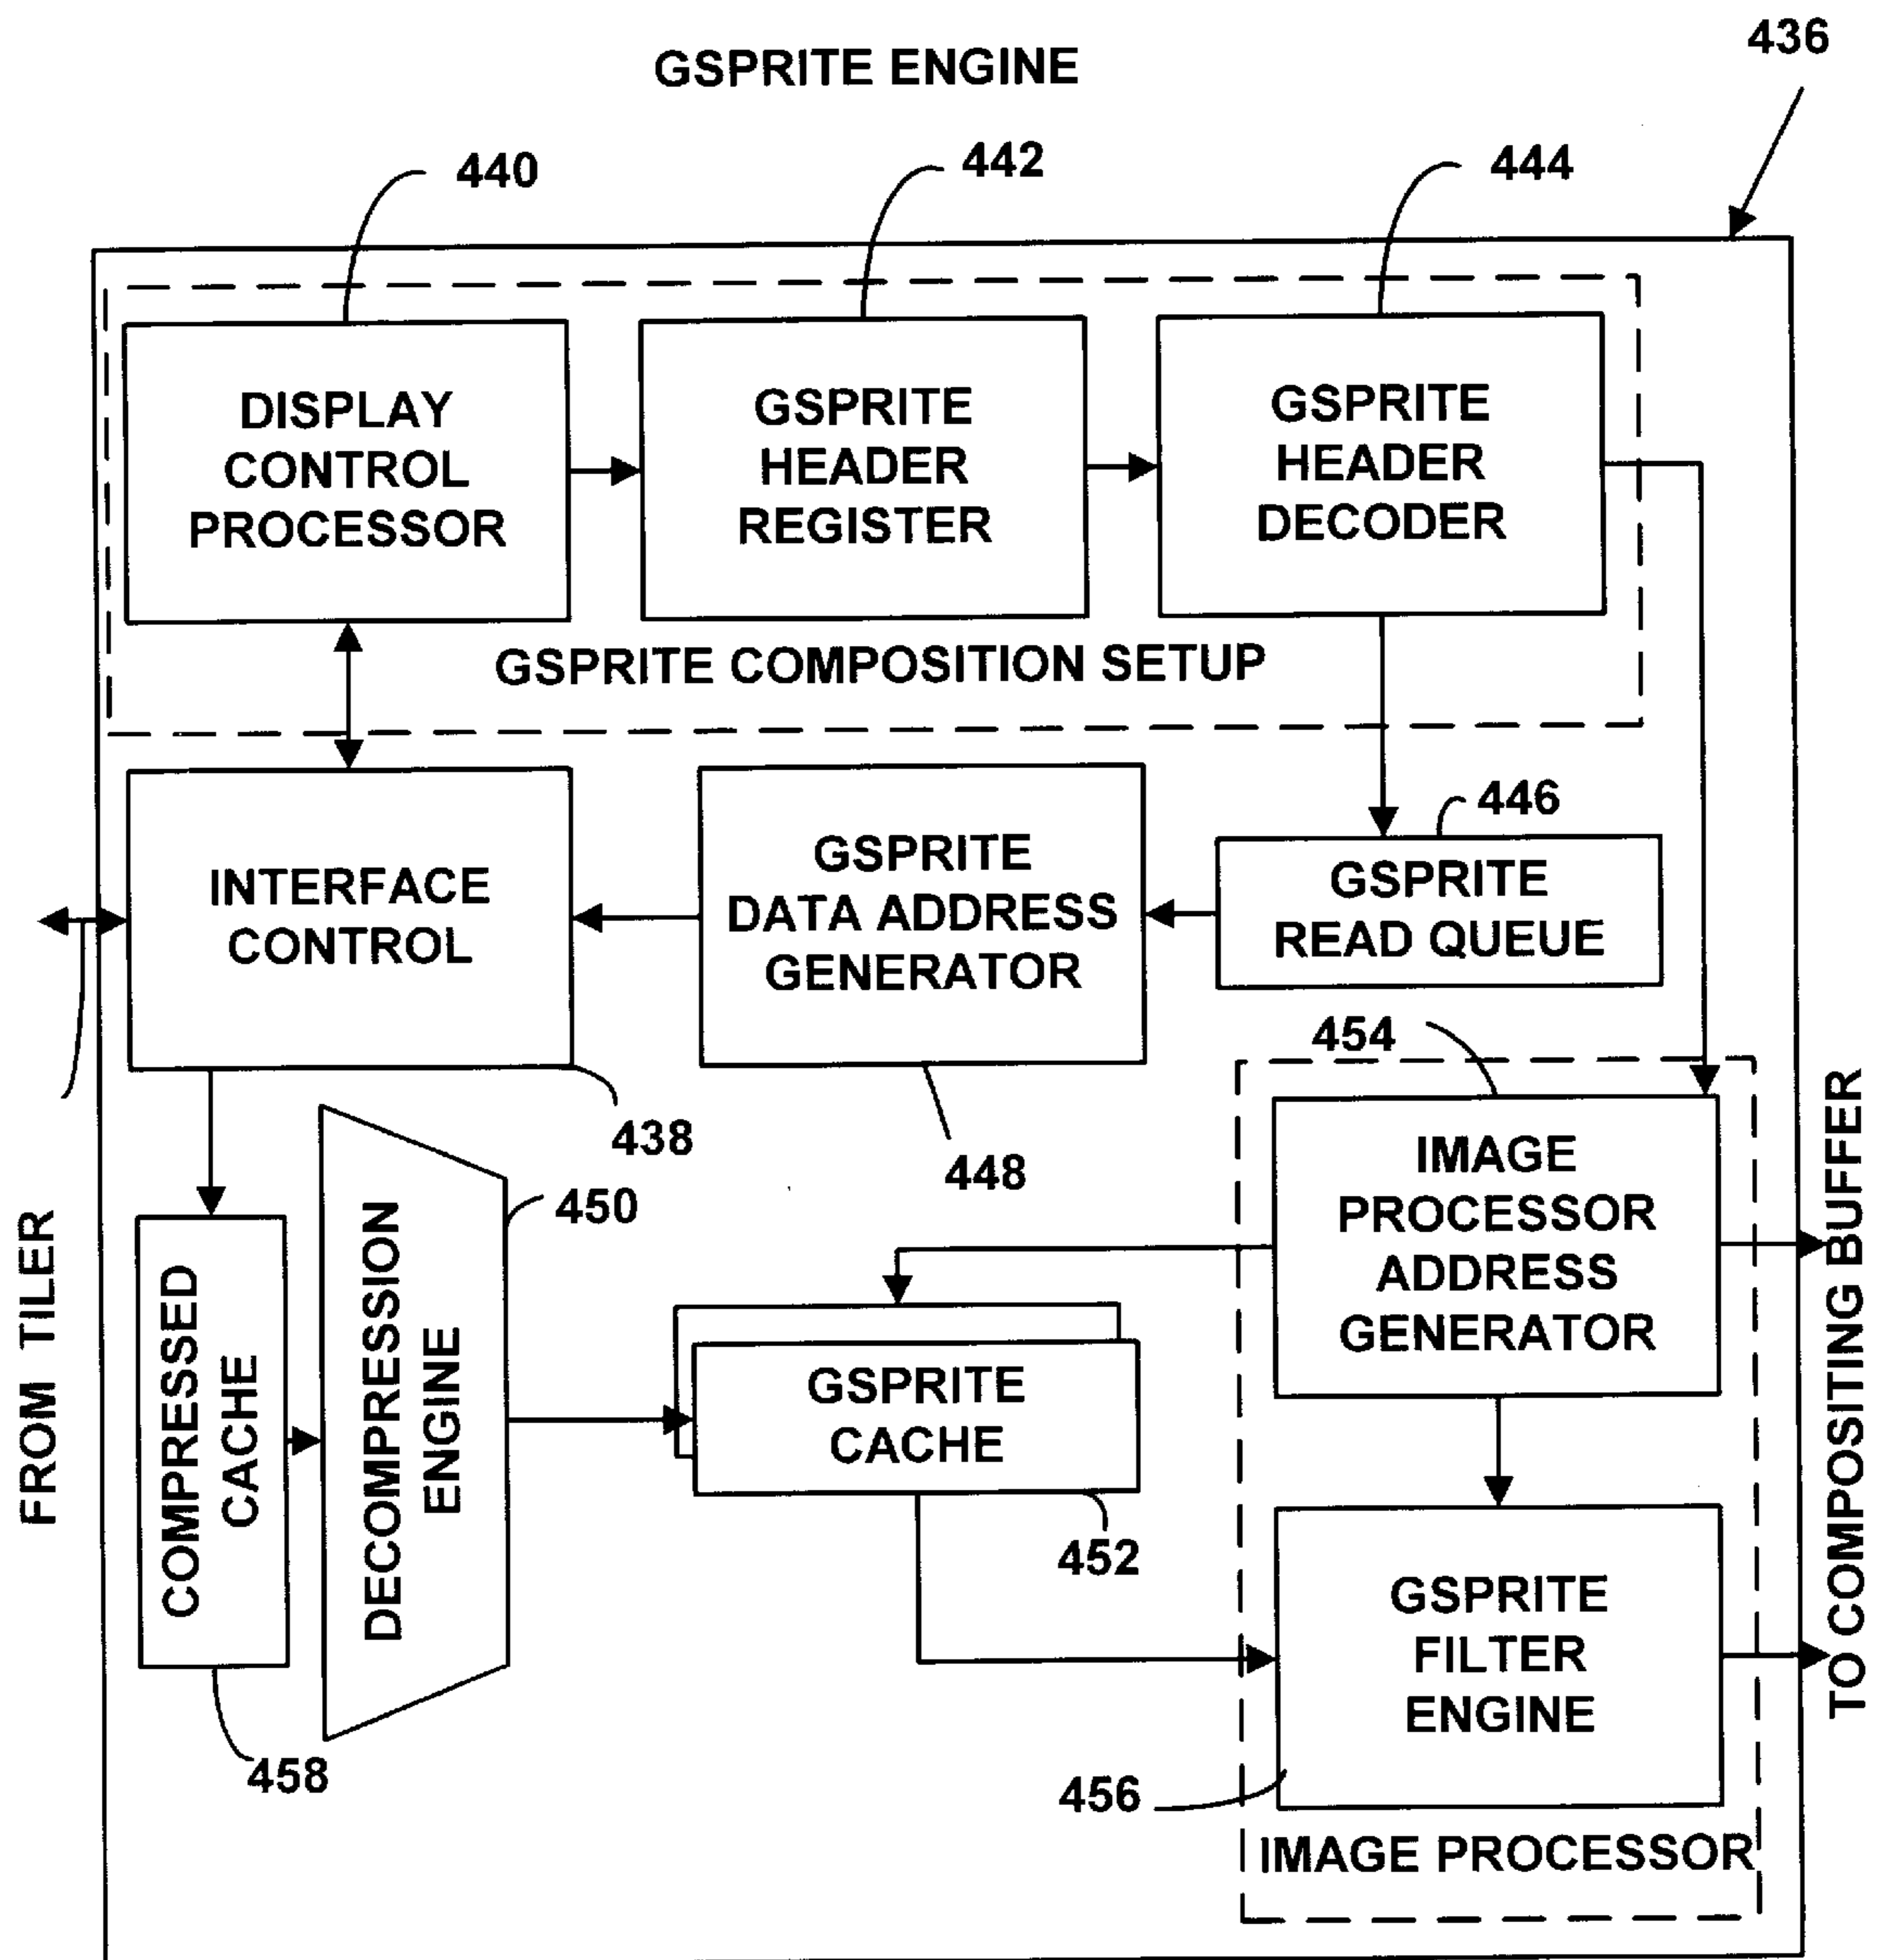 GSPRITE ENGINE
436
440
442
444
DISPLAY
CONTROL
PROCESSOR
GSPRITE
HEADER
REGISTER
GSPRITE
HEADER
DECODER
GSPRITE COMPOSITION SETUP
446
INTERFACE
CONTROL
GSPRITE
DATA ADDRESS
GENERATOR
GSPRITE
READ QUEUE
454
438
448
450
FROM TILER
COMPRESSED
CACHE
DECOMPRESSION
ENGINE
GSPRITE
CACHE
IMAGE
PROCESSOR
ADDRESS
GENERATOR
TO COMPOSITING BUFFER
452
GSPRITE
FILTER
ENGINE
458
456
IMAGE PROCESSOR